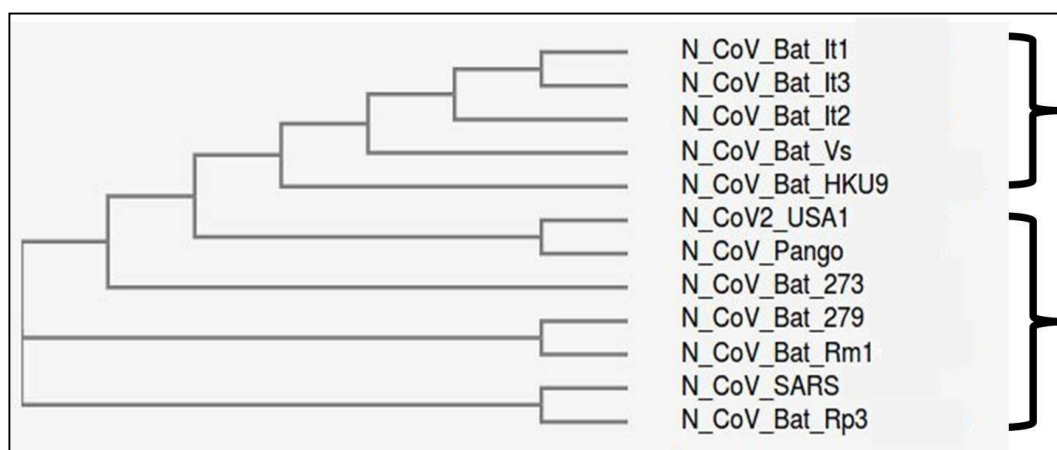 N_CoV_Bat_It1
N_CoV_Bat_It3
N_CoV_Bat_It2
N_CoV_Bat_Vs
N_CoV_Bat_HKU9
N_CoV2_USA1
N_CoV_Pango
N_CoV_Bat_273
N_CoV_Bat_279
N_CoV_Bat_Rm1
N_CoV_SARS
N_CoV_Bat_Rp3